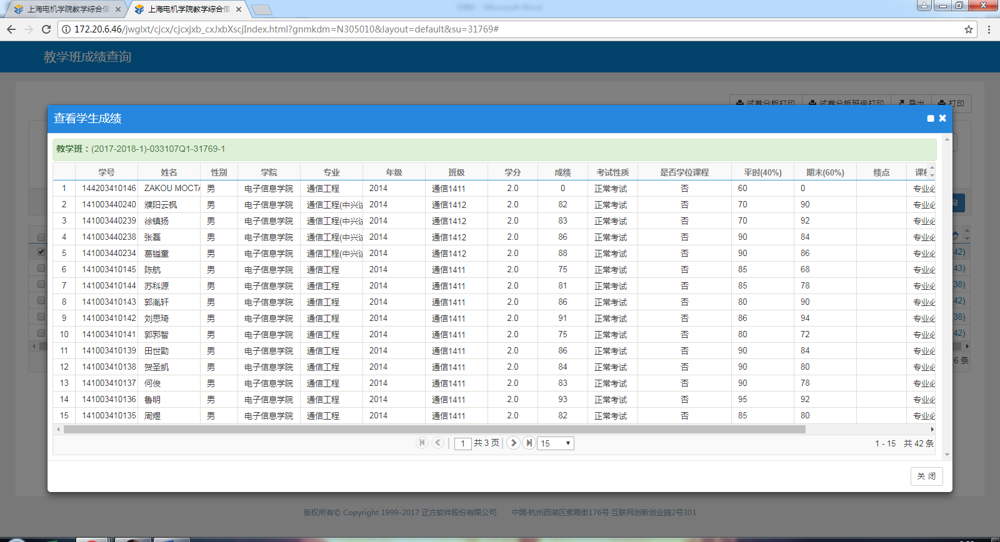 上海电机学院教学综合信
上海电机学院教学综合信
172.20.6.46/jwglxt/cjcx/cjcxjxb_cxJxbXscjIndex.html?gnmkdm=N305010&layout=default&su=31769#
教学班成绩查询
试卷分析打印 试卷分析班级打印 导出 打印
查看学生成绩
教学班：(2017-2018-1)-033107Q1-31769-1
学号 姓名 性别 学院 专业 年级 班级 学分 成绩 考试性质 是否学位课程 平时(40%) 期末(60%) 绩点 课程
1 144203410146 ZAKOU MOCTA 男 电子信息学院 通信工程 2014 通信1411 2.0 0 正常考试 否 60 0 专业必
2 141003440240 濮阳云枫 男 电子信息学院 通信工程(中兴试 2014 通信1412 2.0 82 正常考试 否 70 90 专业必
3 141003440239 徐镇扬 男 电子信息学院 通信工程(中兴试 2014 通信1412 2.0 83 正常考试 否 70 92 专业必
4 141003440238 张磊 男 电子信息学院 通信工程(中兴试 2014 通信1412 2.0 86 正常考试 否 90 84 专业必
5 141003440234 葛镒童 男 电子信息学院 通信工程(中兴试 2014 通信1412 2.0 88 正常考试 否 90 86 专业必
6 141003410145 陈航 男 电子信息学院 通信工程 2014 通信1411 2.0 75 正常考试 否 85 68 专业必
7 141003410144 苏科源 男 电子信息学院 通信工程 2014 通信1411 2.0 81 正常考试 否 85 78 专业必
8 141003410143 郭胤轩 男 电子信息学院 通信工程 2014 通信1411 2.0 86 正常考试 否 80 90 专业必
9 141003410142 刘思琦 男 电子信息学院 通信工程 2014 通信1411 2.0 91 正常考试 否 86 94 专业必
10 141003410141 郭郛智 男 电子信息学院 通信工程 2014 通信1411 2.0 75 正常考试 否 80 72 专业必
11 141003410139 田世勖 男 电子信息学院 通信工程 2014 通信1411 2.0 86 正常考试 否 90 84 专业必
12 141003410138 贺圣凯 男 电子信息学院 通信工程 2014 通信1411 2.0 84 正常考试 否 90 80 专业必
13 141003410137 何俊 男 电子信息学院 通信工程 2014 通信1411 2.0 83 正常考试 否 90 78 专业必
14 141003410136 鲁明 男 电子信息学院 通信工程 2014 通信1411 2.0 93 正常考试 否 95 92 专业必
15 141003410135 周煜 男 电子信息学院 通信工程 2014 通信1411 2.0 82 正常考试 否 85 80 专业必
1 共 3 页 15 1 - 15 共 42 条
关 闭
询
42)
43)
38)
42)
38)
42)
6 条
版权所有© Copyright 1999-2017 正方软件股份有限公司 中国·杭州西湖区紫霞街176号 互联网创新创业园2号301